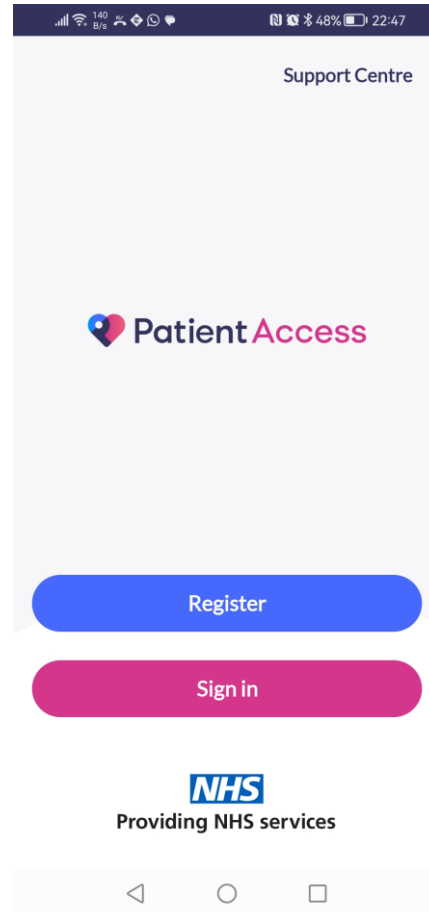 140
B/s
48%
22:47
Support Centre
Patient Access
Register
Sign in
NHS
Providing NHS services